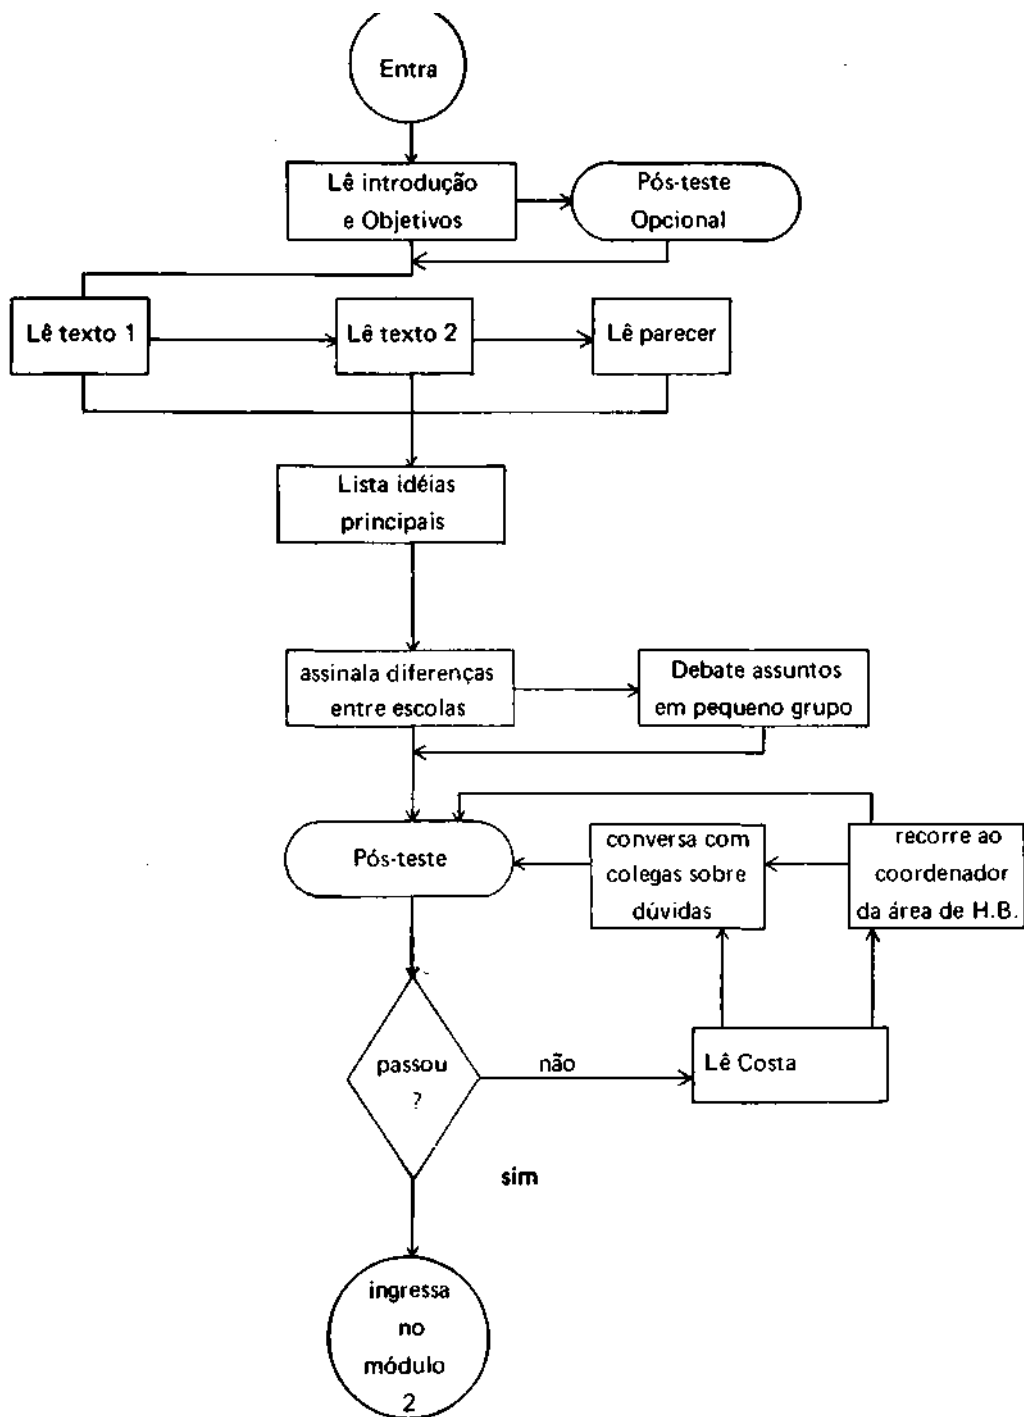 Entra
Lê introdução
e Objetivos
Pós-teste
Opcional
Lê texto 1
Lê texto 2
Lê parecer
Lista idéias
principais
assinala diferenças
entre escolas
Debate assuntos
em pequeno grupo
Pós-teste
conversa com
colegas sobre
dúvidas
recorre ao
coordenador
da área de H.B.
passou
?
não
Lê Costa
sim
ingressa
no
módulo
2